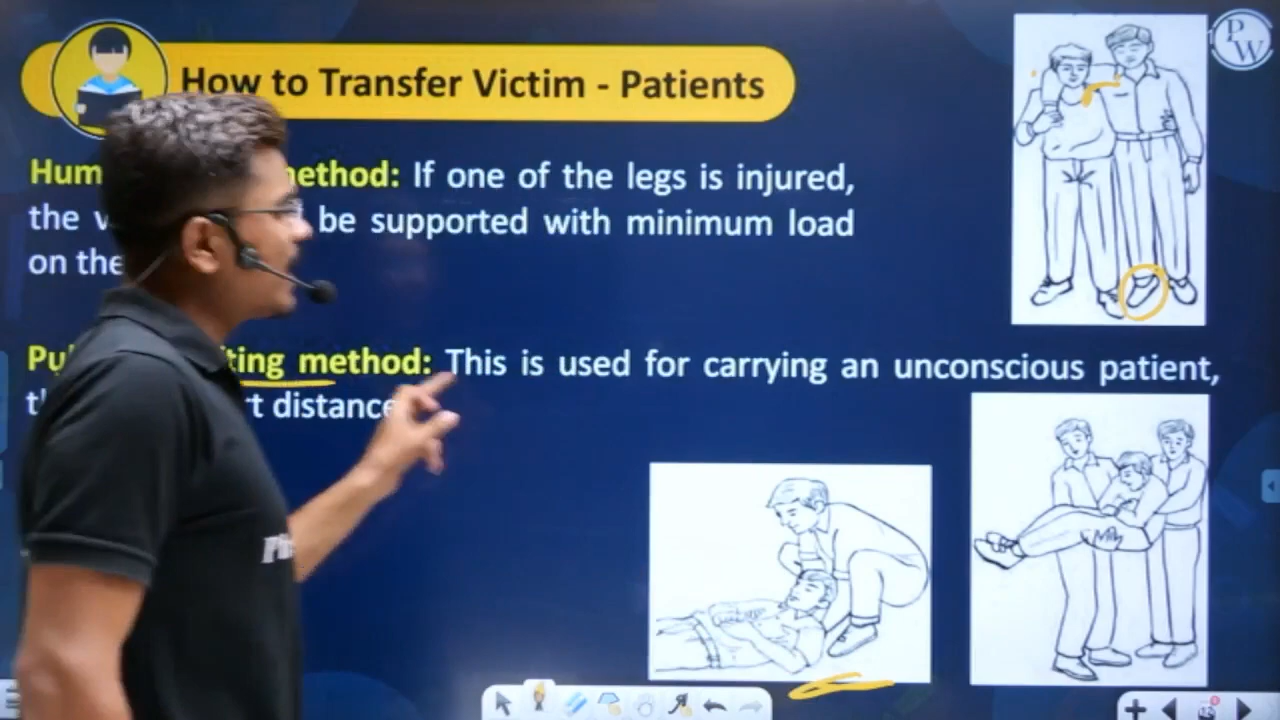 PW
How to Transfer Victim - Patients
Hum ethod: If one of the legs is injured,
the v be supported with minimum load
on the
Pu ting method: This is used for carrying an unconscious patient,
t rt distance